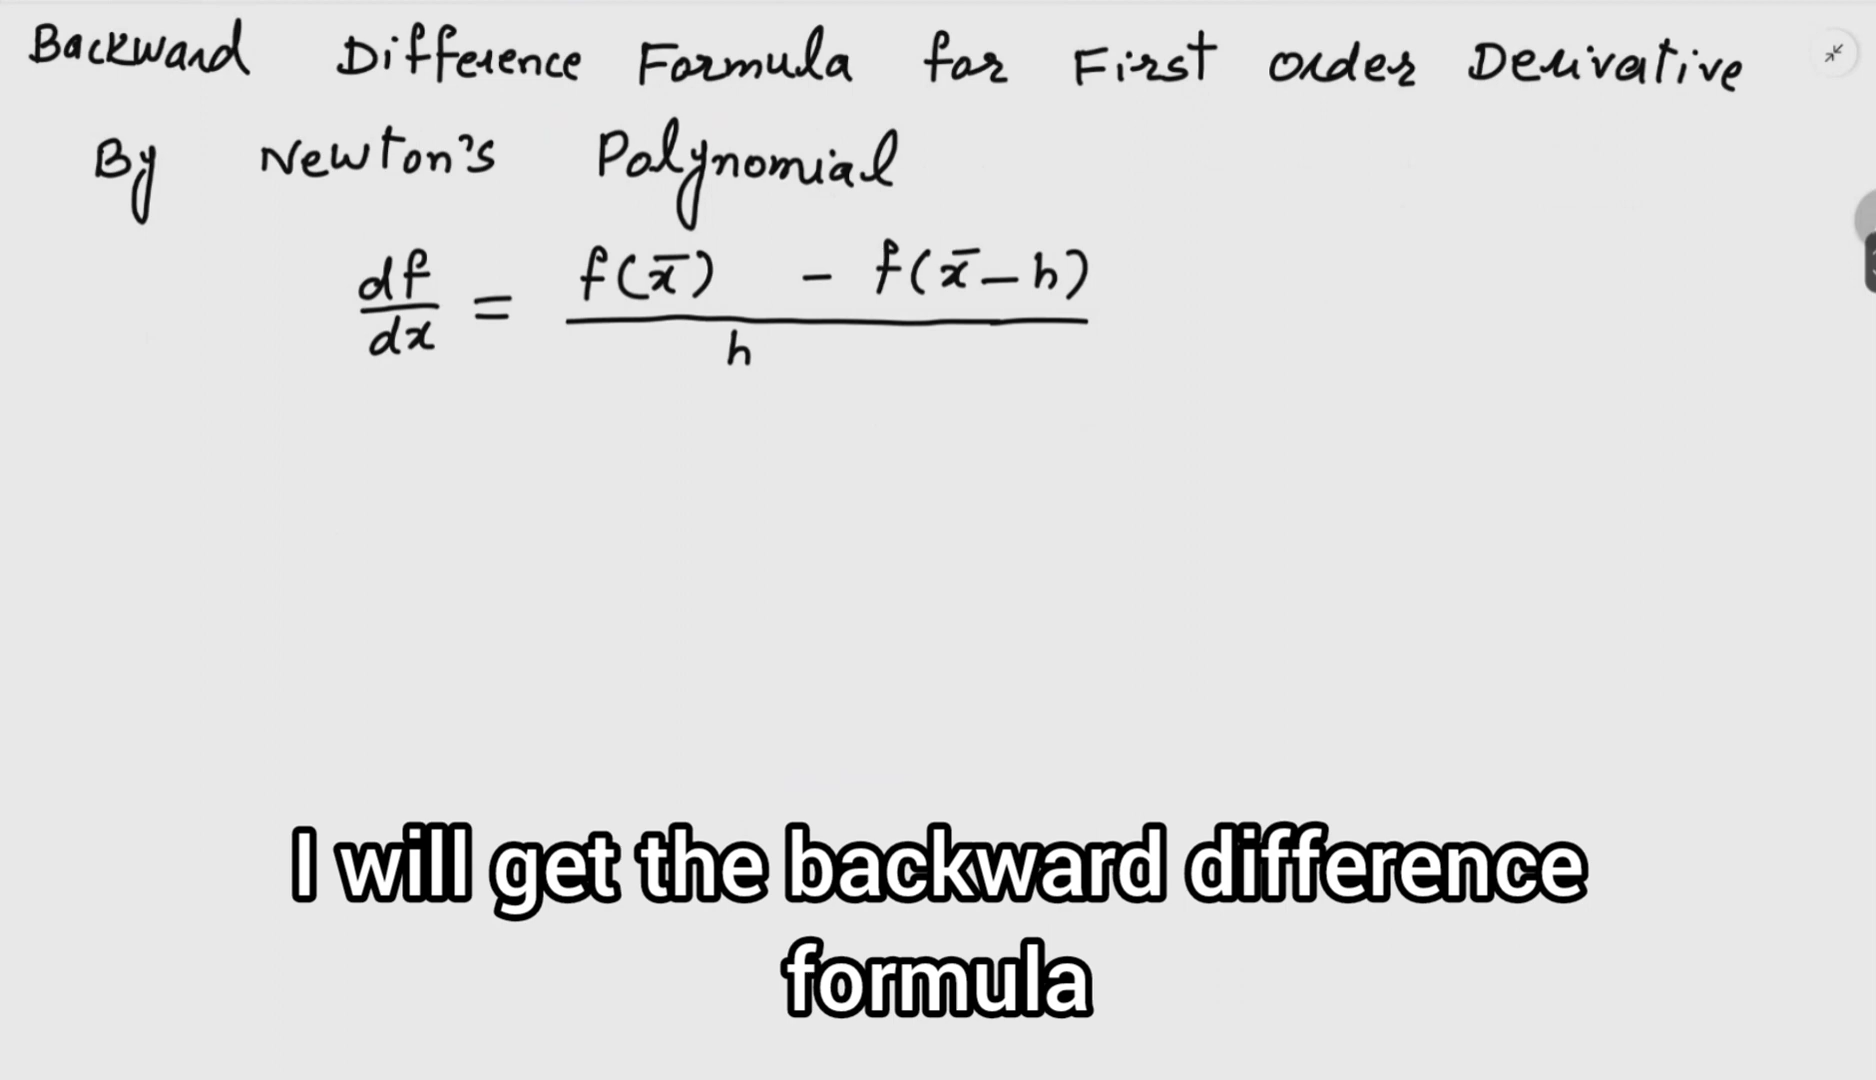 Backward Difference Formula for First order Derivative
By Newton's Polynomial
df/dx = f(x̄) - f(x̄-h) / h
I will get the backward difference
formula